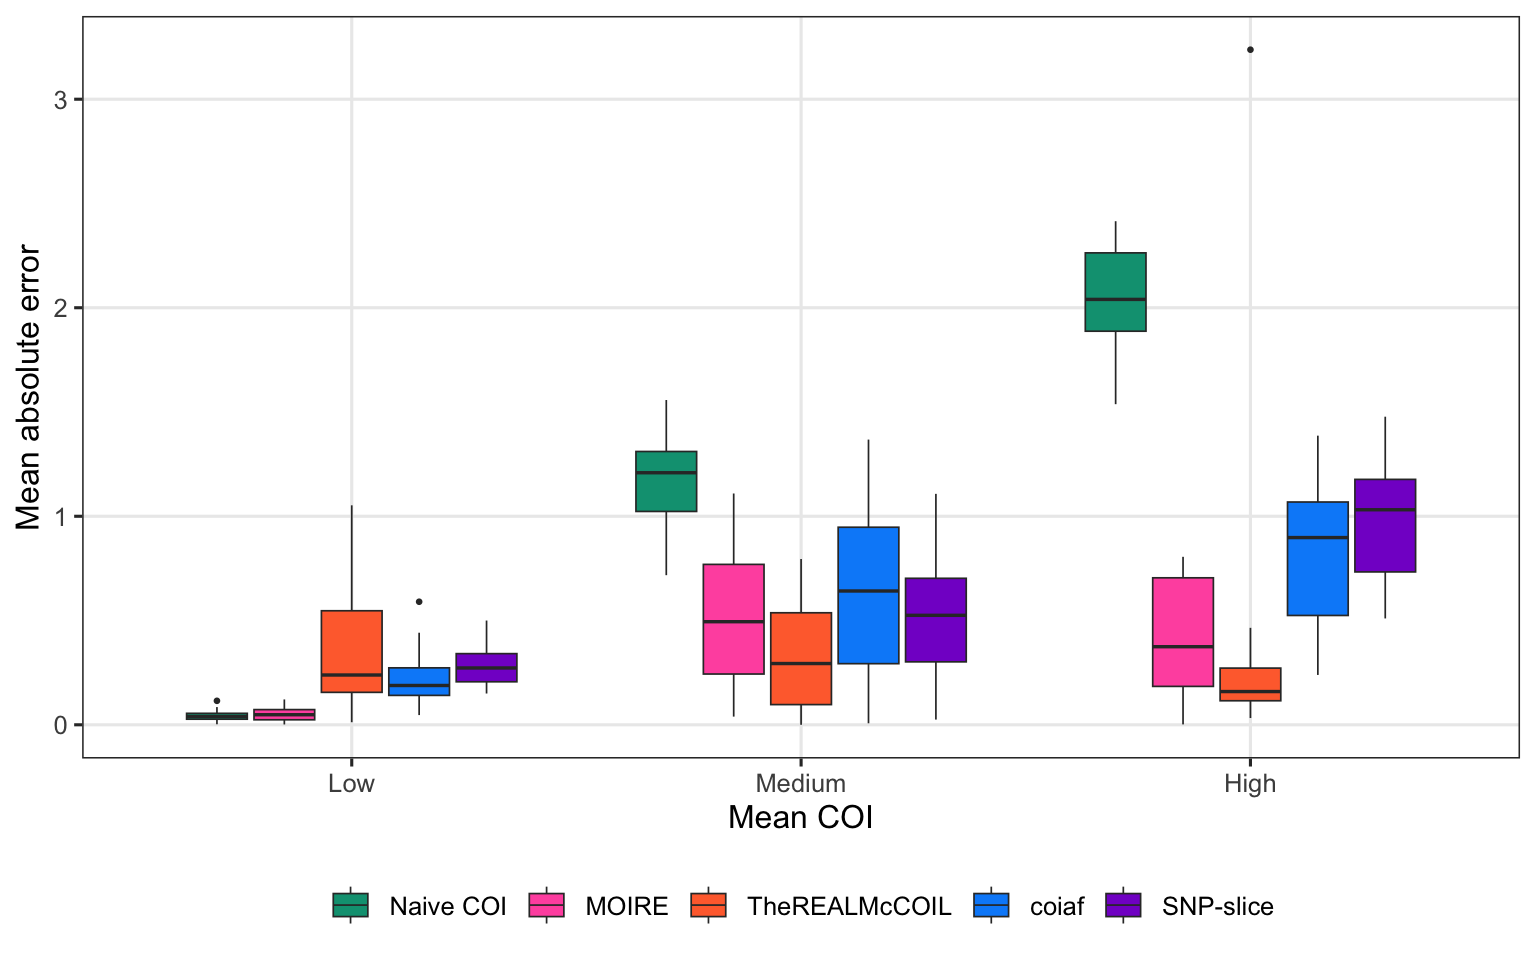 Mean absolute error
3
2
1
0
Low Medium High
Mean COI
Naive COI MOIRE TheREALMcCOIL coiaf SNP-slice